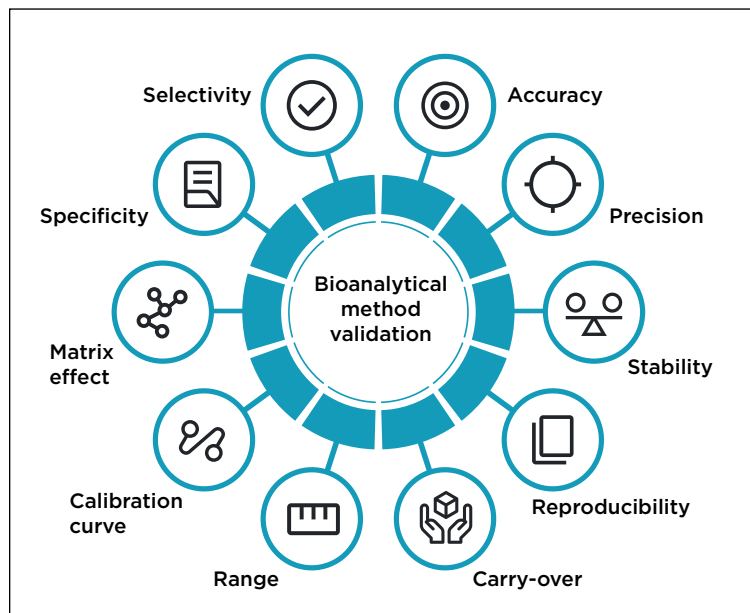 Selectivity
Accuracy
Specificity
Precision
Bioanalytical
method
validation
Matrix
effect
Stability
Calibration
curve
Reproducibility
Range
Carry-over